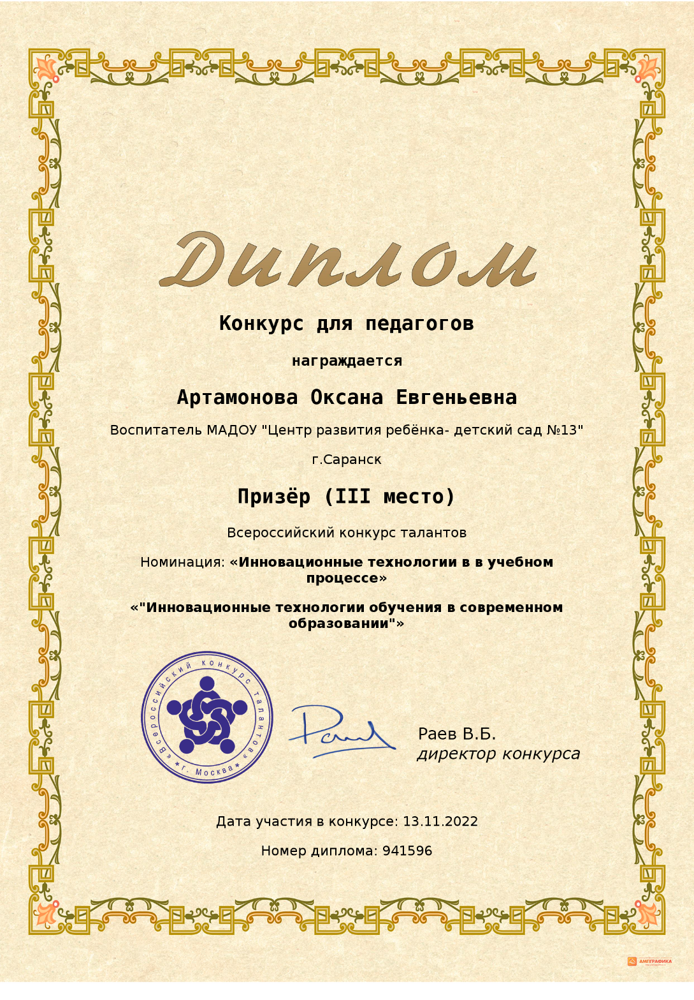 Диплом
Конкурс для педагогов
награждается
Артамонова Оксана Евгеньевна
Воспитатель МАДОУ "Центр развития ребёнка- детский сад №13"
г.Саранск
Призёр (III место)
Всероссийский конкурс талантов
Номинация: «Инновационные технологии в в учебном
процессе»
«"Инновационные технологии обучения в современном
образовании"»
«Всероссийский конкурс талантов»
* г. Москва *
Раев В.Б.
директор конкурса
Дата участия в конкурсе: 13.11.2022
Номер диплома: 941596
АМПГРАФИКА